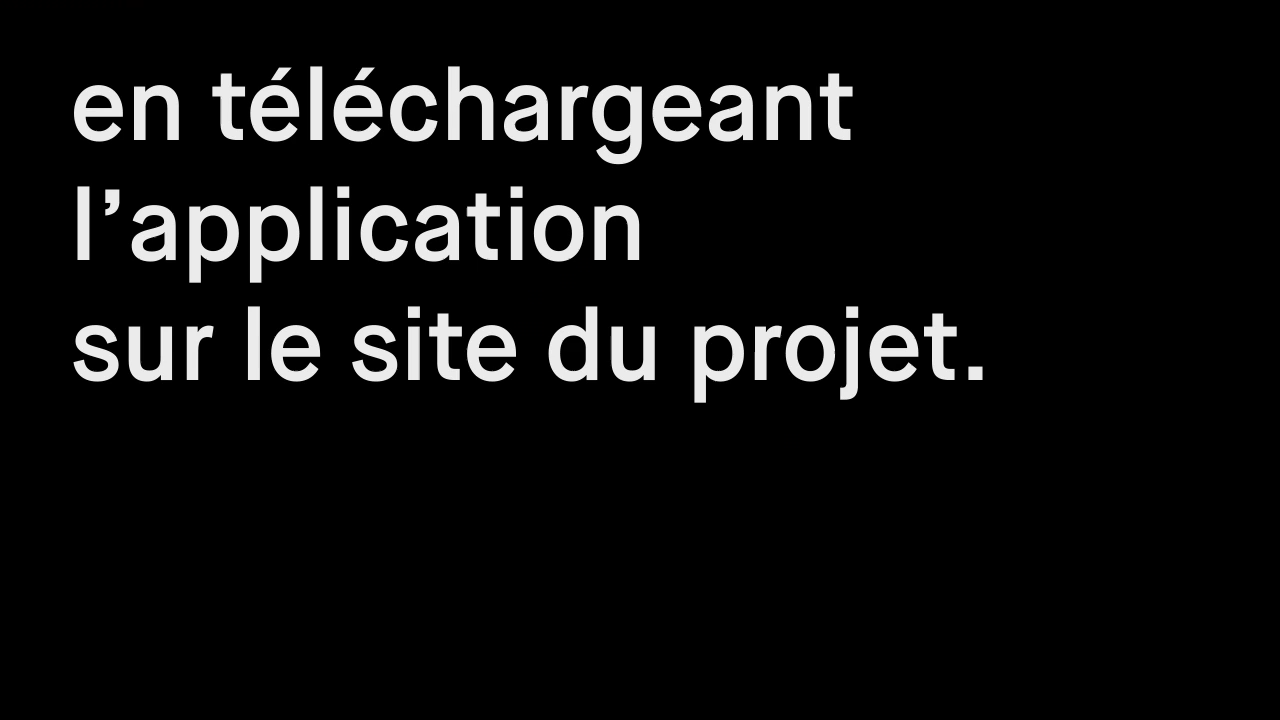 en téléchargeant
l’application
sur le site du projet.